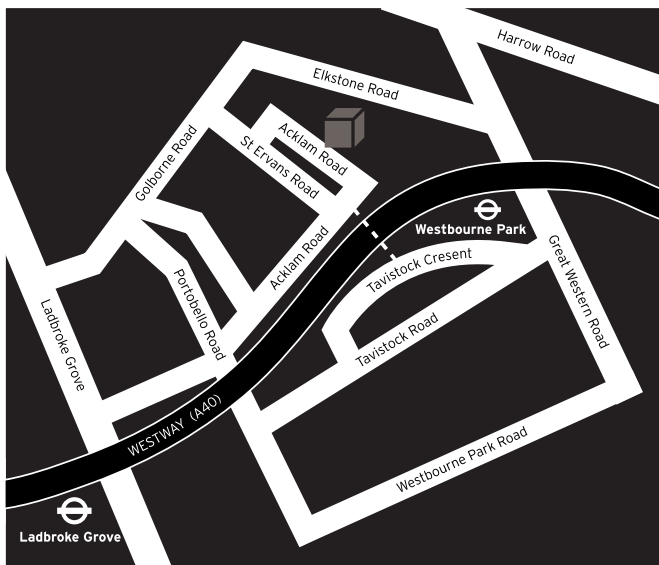 Harrow Road
Elkstone Road
Acklam Road
St Ervans Road
Golborne Road
Westbourne Park
Acklam Road
Tavistock Cresent
Great Western Road
Portobello Road
Ladbroke Grove
Tavistock Road
WESTWAY (A40)
Westbourne Park Road
Ladbroke Grove